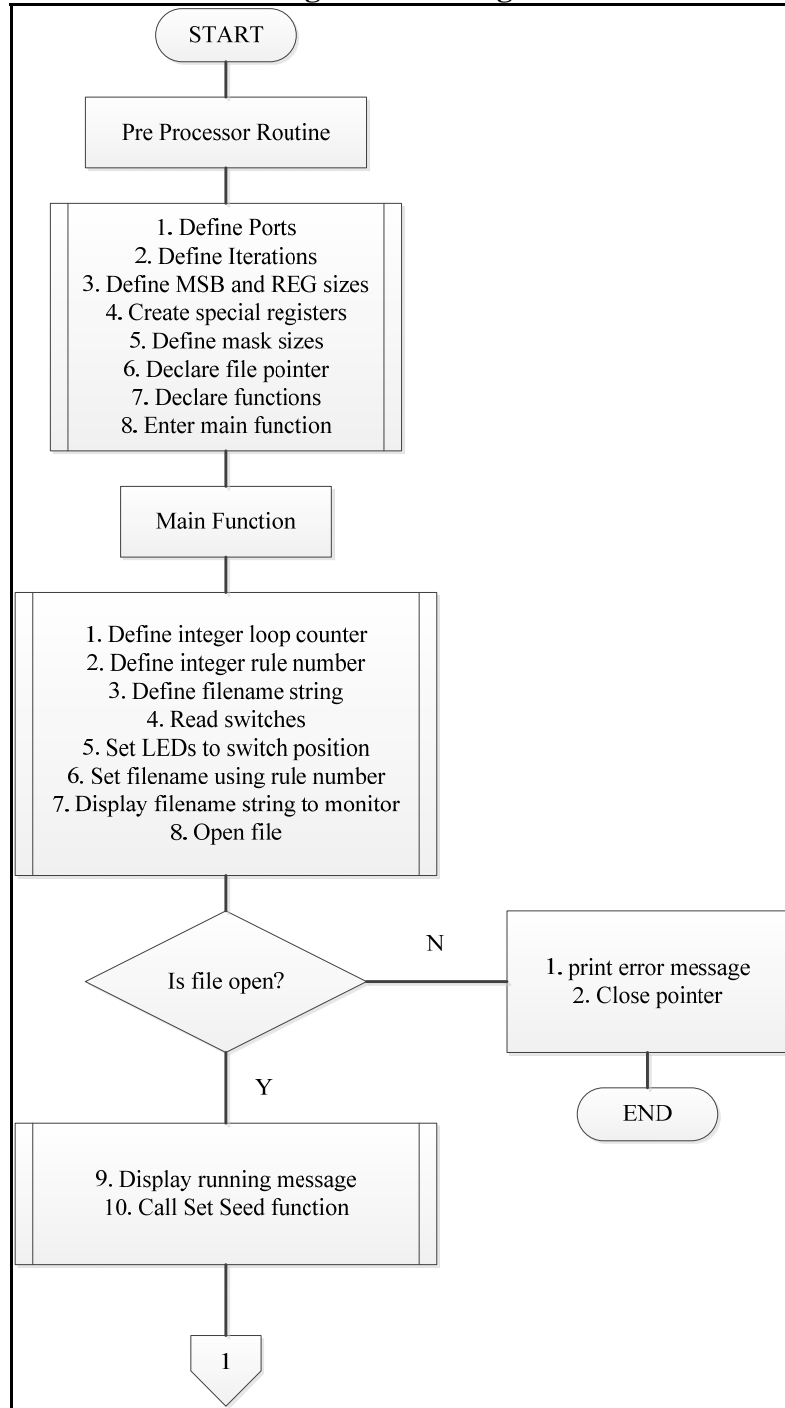 START
Pre Processor Routine
1. Define Ports
2. Define Iterations
3. Define MSB and REG sizes
4. Create special registers
5. Define mask sizes
6. Declare file pointer
7. Declare functions
8. Enter main function
Main Function
1. Define integer loop counter
2. Define integer rule number
3. Define filename string
4. Read switches
5. Set LEDs to switch position
6. Set filename using rule number
7. Display filename string to monitor
8. Open file
Is file open?
N
1. print error message
2. Close pointer
END
Y
9. Display running message
10. Call Set Seed function
1